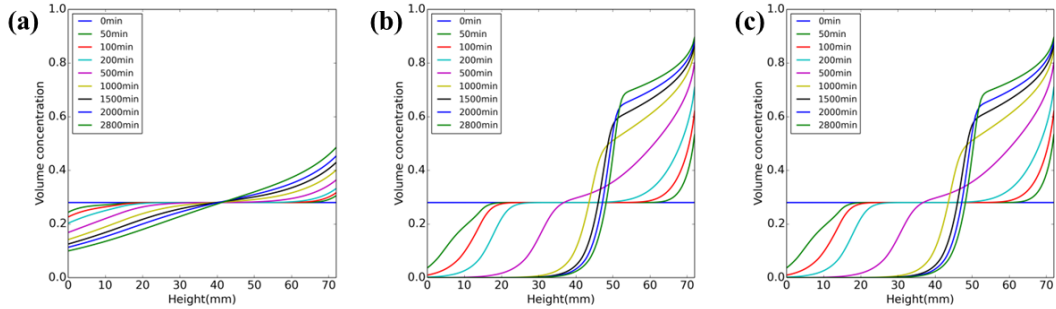 (a)
Volume concentration
1.0
0.8
0.6
0.4
0.2
0.0
0min
50min
100min
200min
500min
1000min
1500min
2000min
2800min
0 10 20 30 40 50 60 70
Height(mm)
(b)
Volume concentration
1.0
0.8
0.6
0.4
0.2
0.0
0min
50min
100min
200min
500min
1000min
1500min
2000min
2800min
0 10 20 30 40 50 60 70
Height(mm)
(c)
Volume concentration
1.0
0.8
0.6
0.4
0.2
0.0
0min
50min
100min
200min
500min
1000min
1500min
2000min
2800min
0 10 20 30 40 50 60 70
Height(mm)